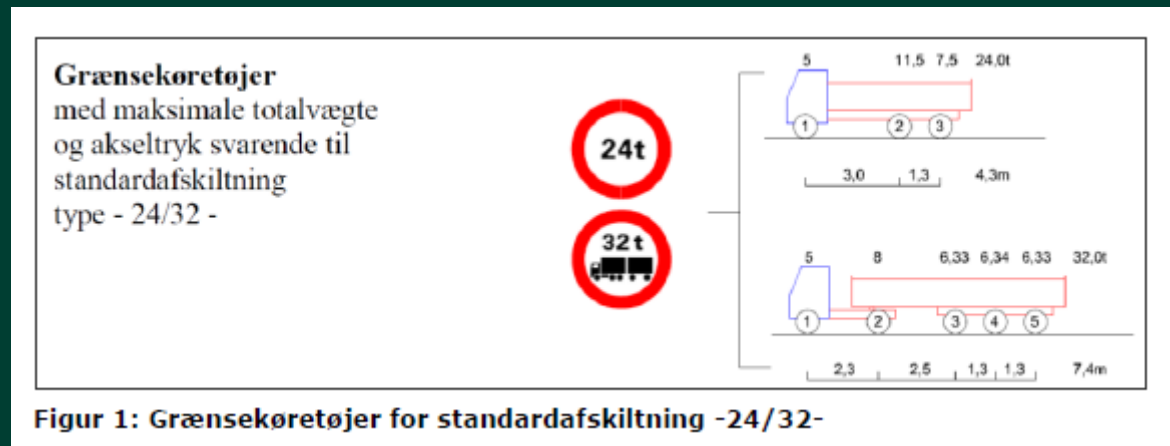 Grænsekøretøjer
med maksimale totalvægte
og akseltryk svarende til
standardafskiltning
type - 24/32 -
24t
32 t
5 11,5 7,5 24,0t
1 2 3
3,0 1,3 4,3m
5 8 6,33 6,34 6,33 32,0t
1 2 3 4 5
2,3 2,5 1,3 1,3 7,4m
Figur 1: Grænsekøretøjer for standardafskiltning -24/32-